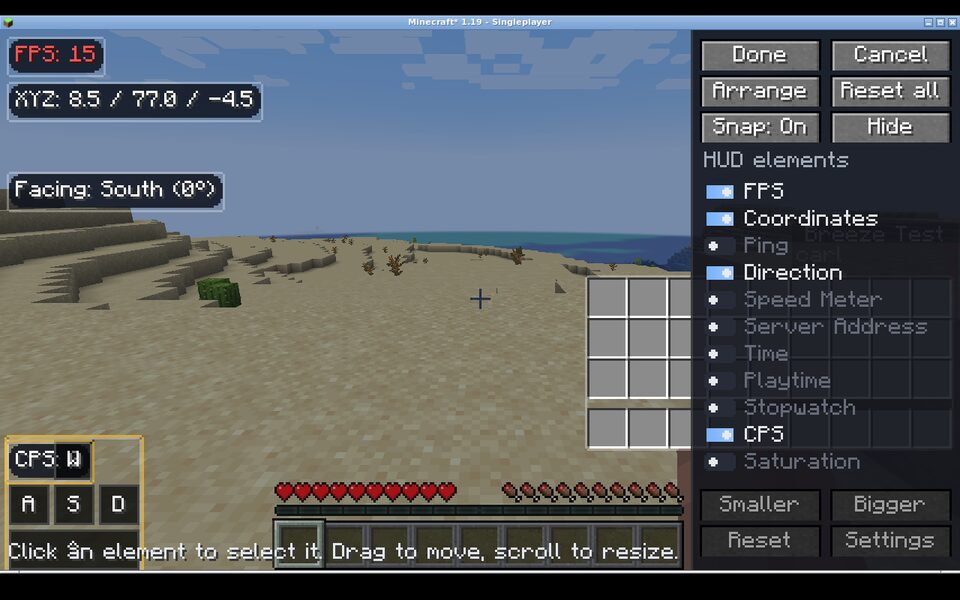 Minecraft* 1.19 - Singleplayer
FPS: 15
XYZ: 8.5 / 77.0 / -4.5
Facing: South (0°)
Done
Cancel
Arrange
Reset all
Snap: On
Hide
HUD elements
FPS
Coordinates
Ping
Direction
Speed Meter
Server Address
Time
Playtime
Stopwatch
CPS
Saturation
Smaller
Bigger
Reset
Settings
Breeze Test
CPS
W
A
S
D
Click an element to select it. Drag to move, scroll to resize.